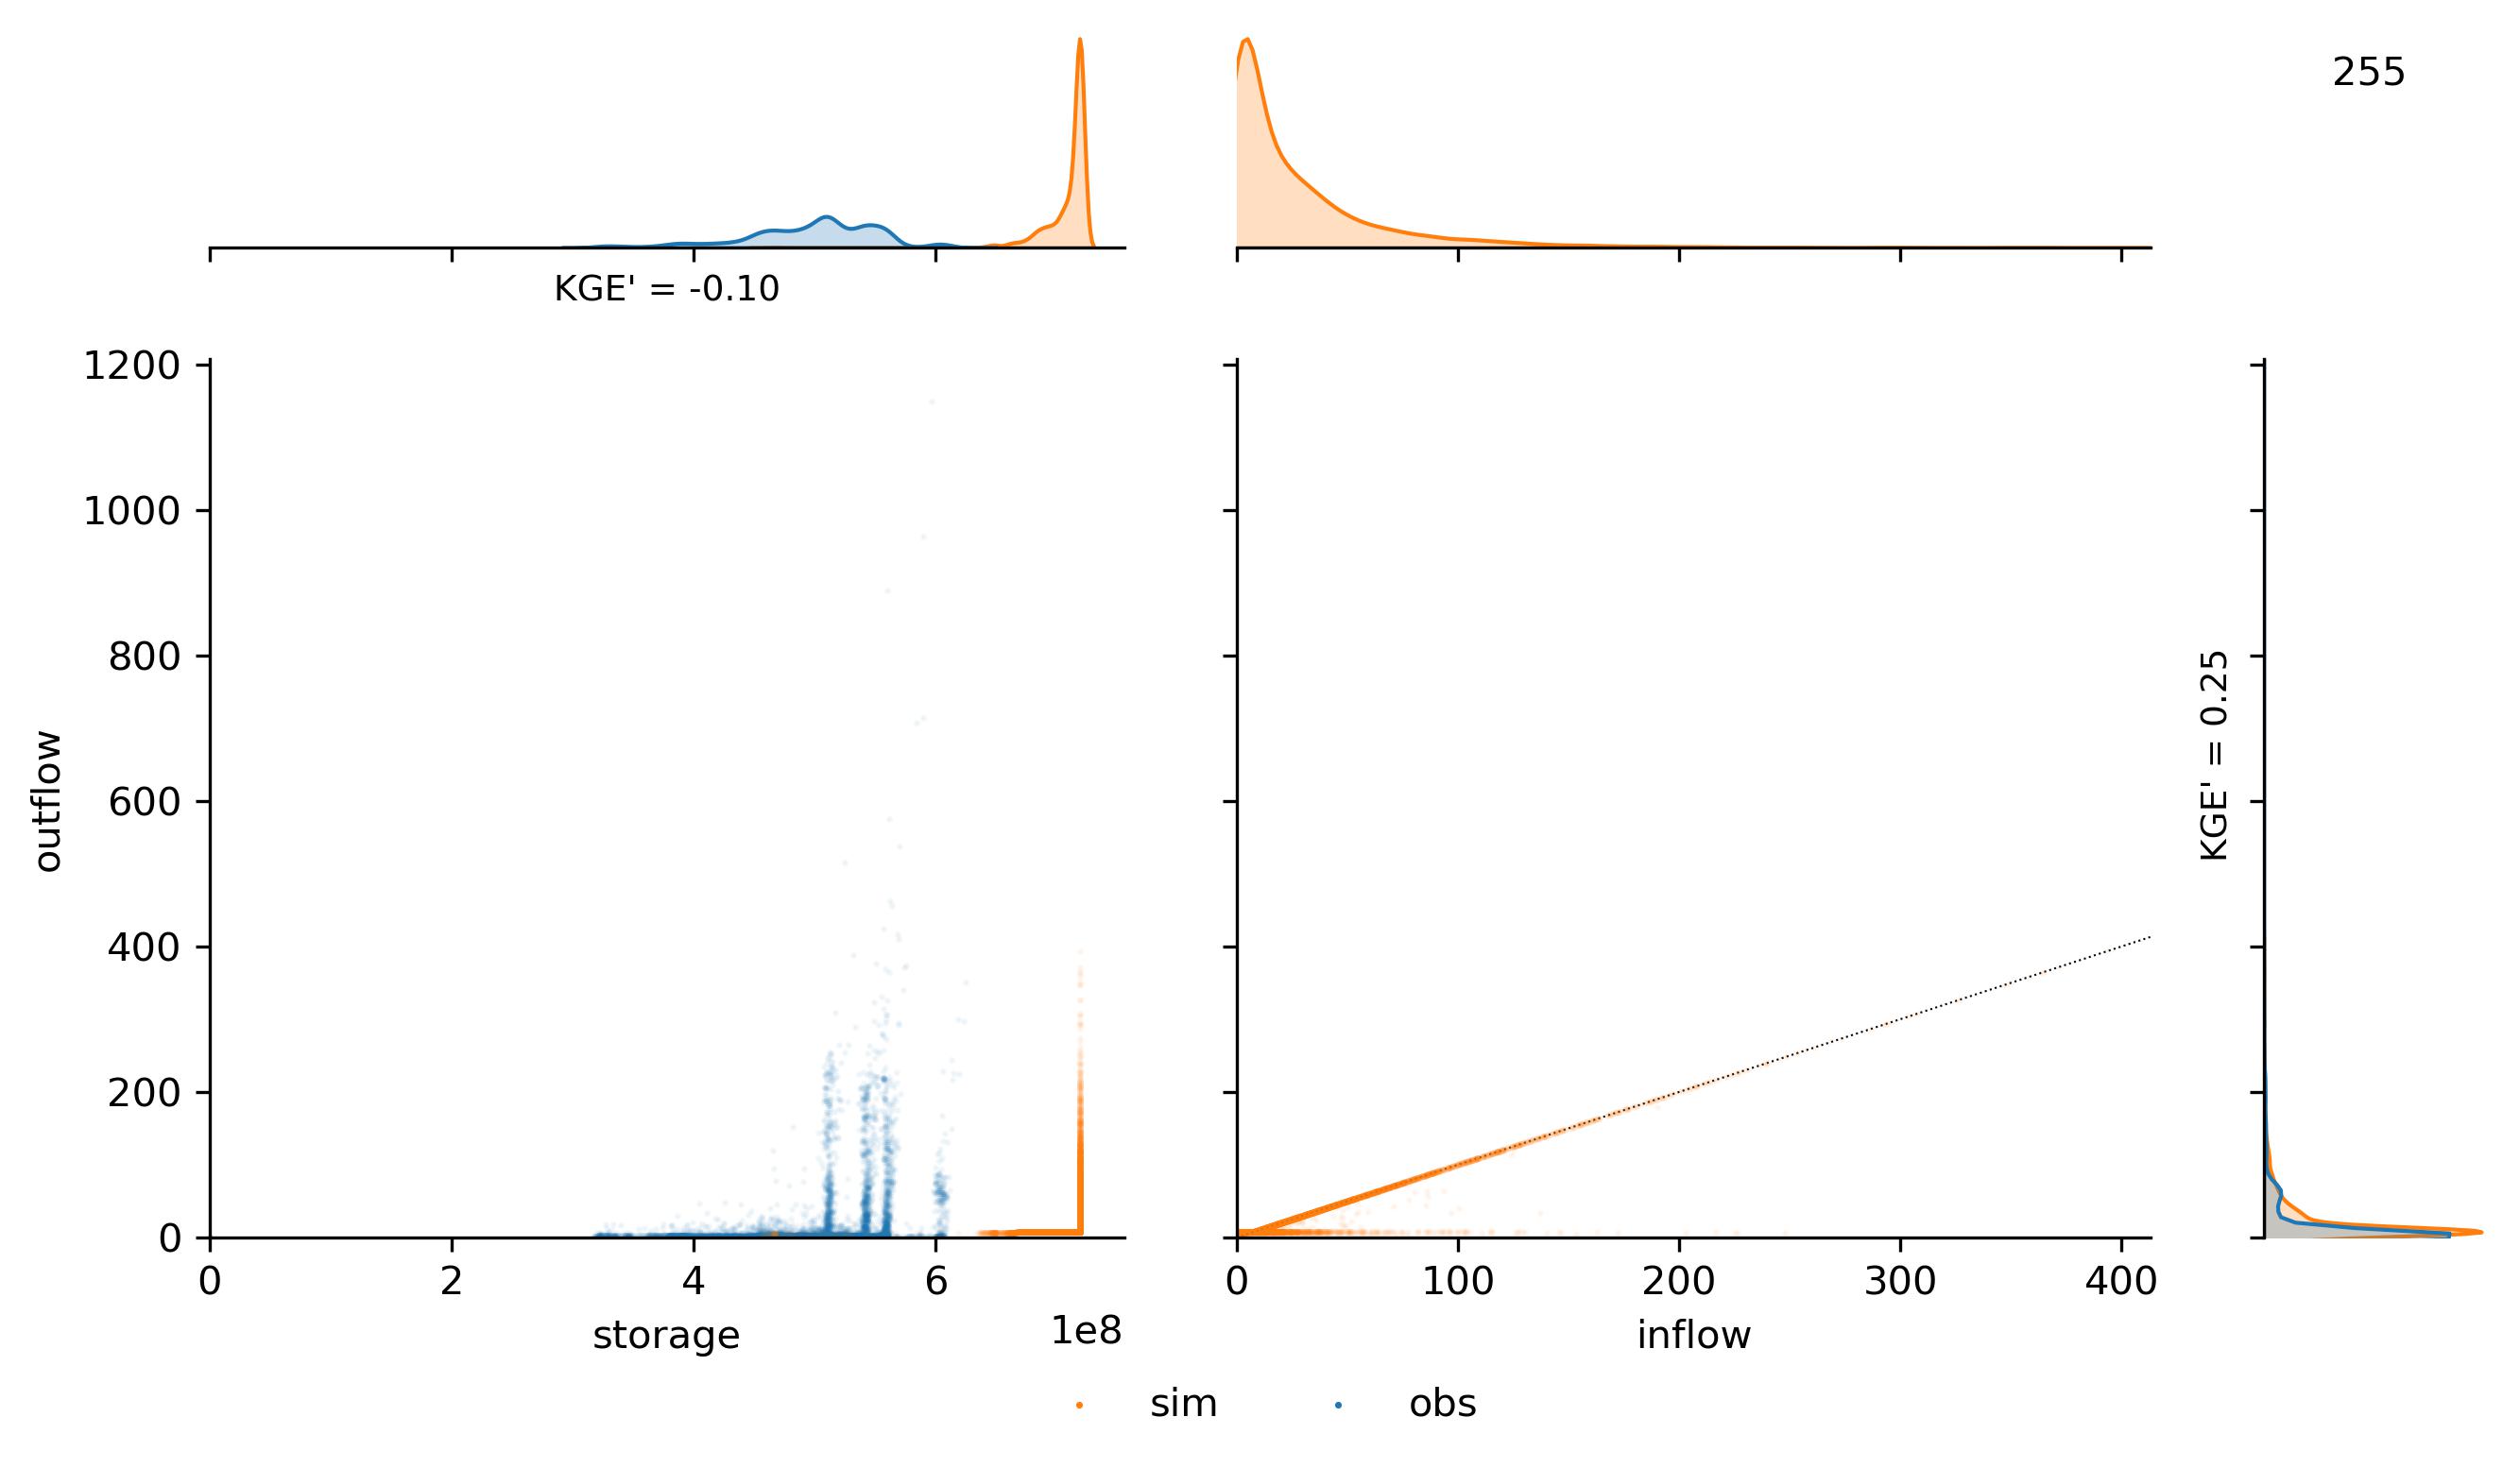 255
KGE' = -0.10
1200
1000
800
600
400
200
0
outflow
KGE' = 0.25
0 2 4 6
0 100 200 300 400
storage
1e8
inflow
sim obs